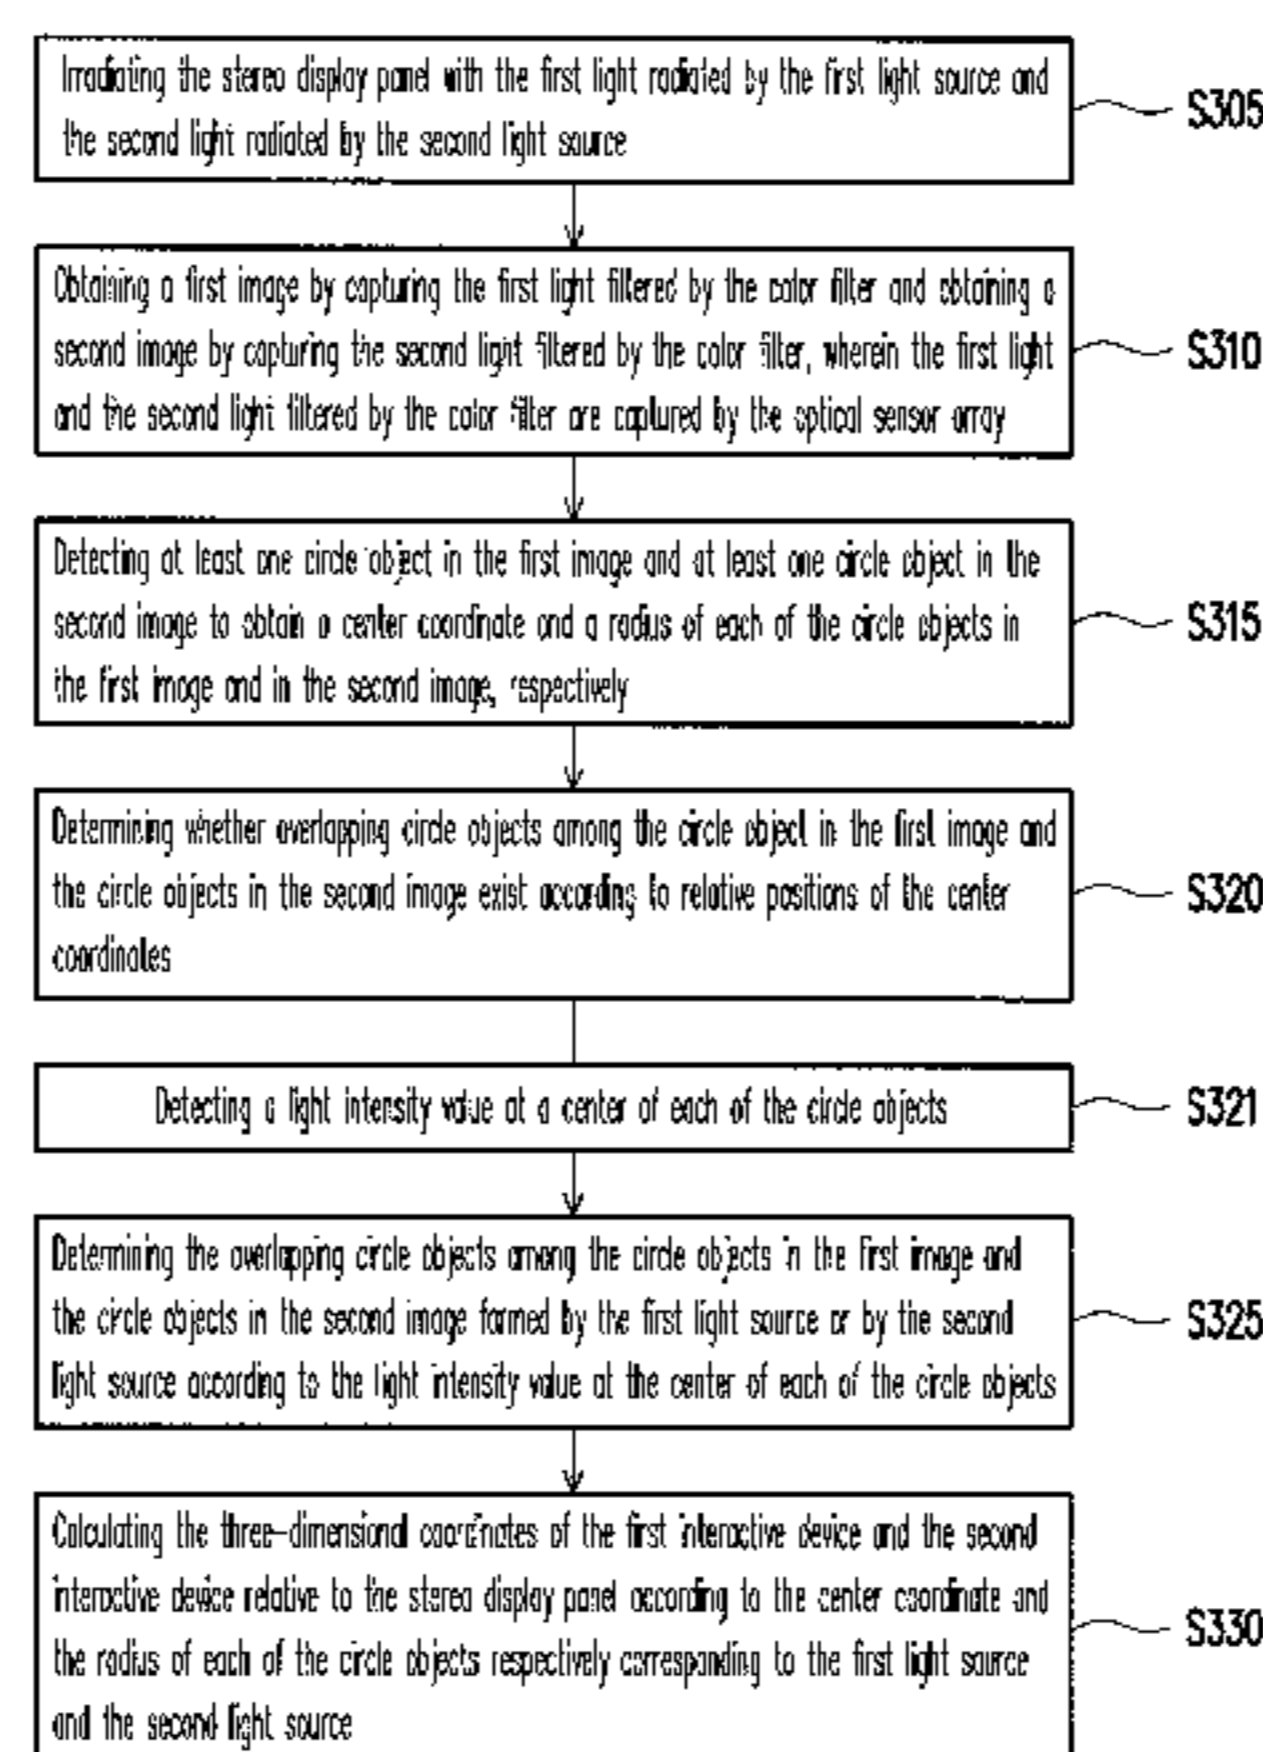 Irradiating the stereo display panel with the first light radiated by the first light source and
the second light radiated by the second light source
S305
Obtaining a first image by capturing the first light filtered by the color filter and obtaining a
second image by capturing the second light filtered by the color filter, wherein the first light
and the second light filtered by the color filter are captured by the optical sensor array
S310
Detecting at least one circle object in the first image and at least one circle object in the
second image to obtain a center coordinate and a radius of each of the circle objects in
the first image and in the second image, respectively
S315
Determining whether overlapping circle objects among the circle object in the first image and
the circle objects in the second image exist according to relative positions of the center
coordinates
S320
Detecting a light intensity value at a center of each of the circle objects
S321
Determining the overlapping circle objects among the circle objects in the first image and
the circle objects in the second image formed by the first light source or by the second
light source according to the light intensity value at the center of each of the circle objects
S325
Calculating the three-dimensional coordinates of the first interactive device and the second
interactive device relative to the stereo display panel according to the center coordinate and
the radius of each of the circle objects respectively corresponding to the first light source
and the second light source
S330